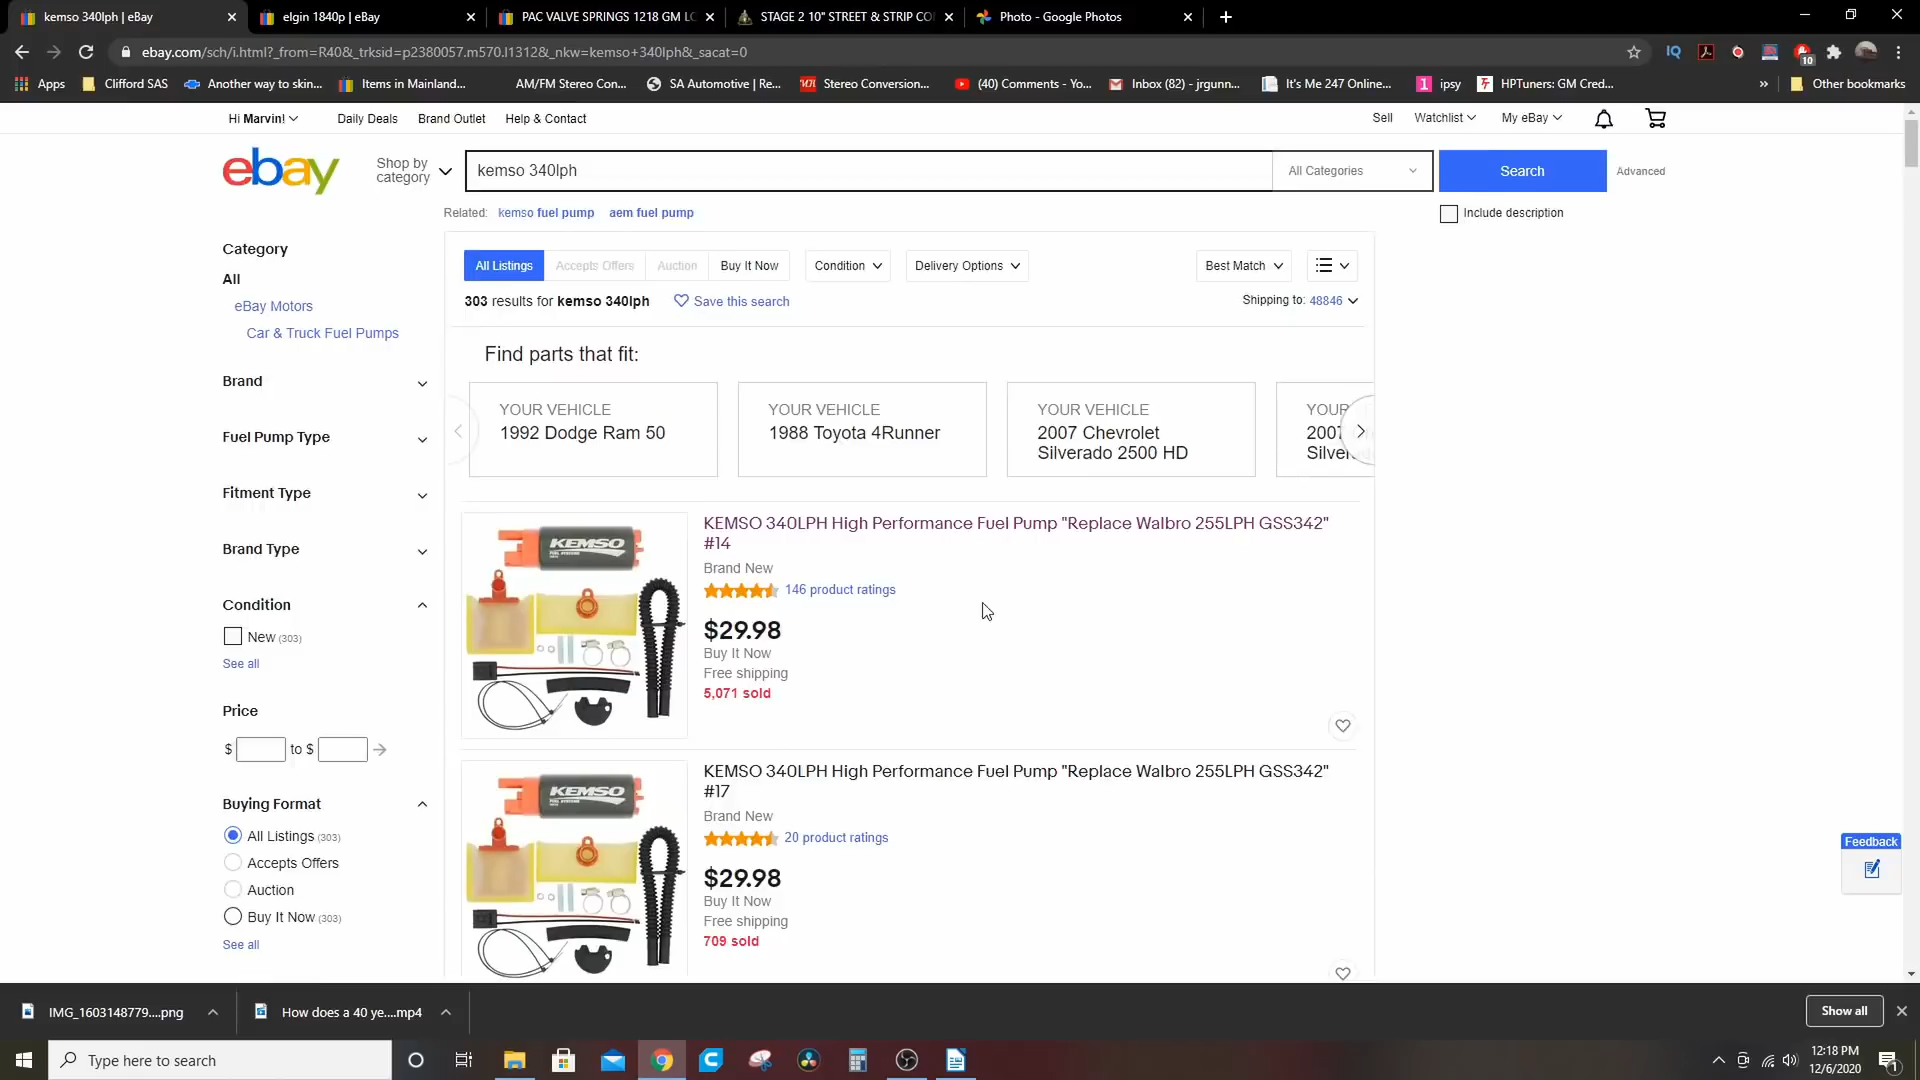 kemso 340lph | eBay
elgin 1840p | eBay
PAC VALVE SPRINGS 1218 GM LC
STAGE 2 10" STREET & STRIP CO
Photo - Google Photos
ebay.com/sch/i.html?_from=R40&_trksid=p2380057.m570.l1312&_nkw=kemso+340lph&_sacat=0
IQ
10
Apps
Clifford SAS
Another way to skin...
Items in Mainland...
AM/FM Stereo Con...
SA Automotive | Re...
Stereo Conversion...
(40) Comments - Yo...
Inbox (82) - jrgunn...
It's Me 247 Online...
ipsy
HPTuners: GM Cred...
»
Other bookmarks
Hi Marvin!
Daily Deals
Brand Outlet
Help & Contact
Sell
Watchlist
My eBay
ebay
Shop by category
kemso 340lph
All Categories
Search
Advanced
Related:
kemso fuel pump
aem fuel pump
Include description
Category
All
eBay Motors
Car & Truck Fuel Pumps
Brand
Fuel Pump Type
Fitment Type
Brand Type
Condition
New (303)
See all
Price
$ to $
Buying Format
All Listings (303)
Accepts Offers
Auction
Buy It Now (303)
See all
All Listings
Accepts Offers
Auction
Buy It Now
Condition
Delivery Options
Best Match
303 results for kemso 340lph
Save this search
Shipping to: 48846
Find parts that fit:
YOUR VEHICLE
1992 Dodge Ram 50
YOUR VEHICLE
1988 Toyota 4Runner
YOUR VEHICLE
2007 Chevrolet
Silverado 2500 HD
YOUR
2007
Silver
KEMSO
KEMSO 340LPH High Performance Fuel Pump "Replace Walbro 255LPH GSS342"
#14
Brand New
146 product ratings
$29.98
Buy It Now
Free shipping
5,071 sold
KEMSO
KEMSO 340LPH High Performance Fuel Pump "Replace Walbro 255LPH GSS342"
#17
Brand New
20 product ratings
$29.98
Buy It Now
Free shipping
709 sold
Feedback
IMG_1603148779....png
How does a 40 ye....mp4
Show all
Type here to search
12:18 PM
12/6/2020
1